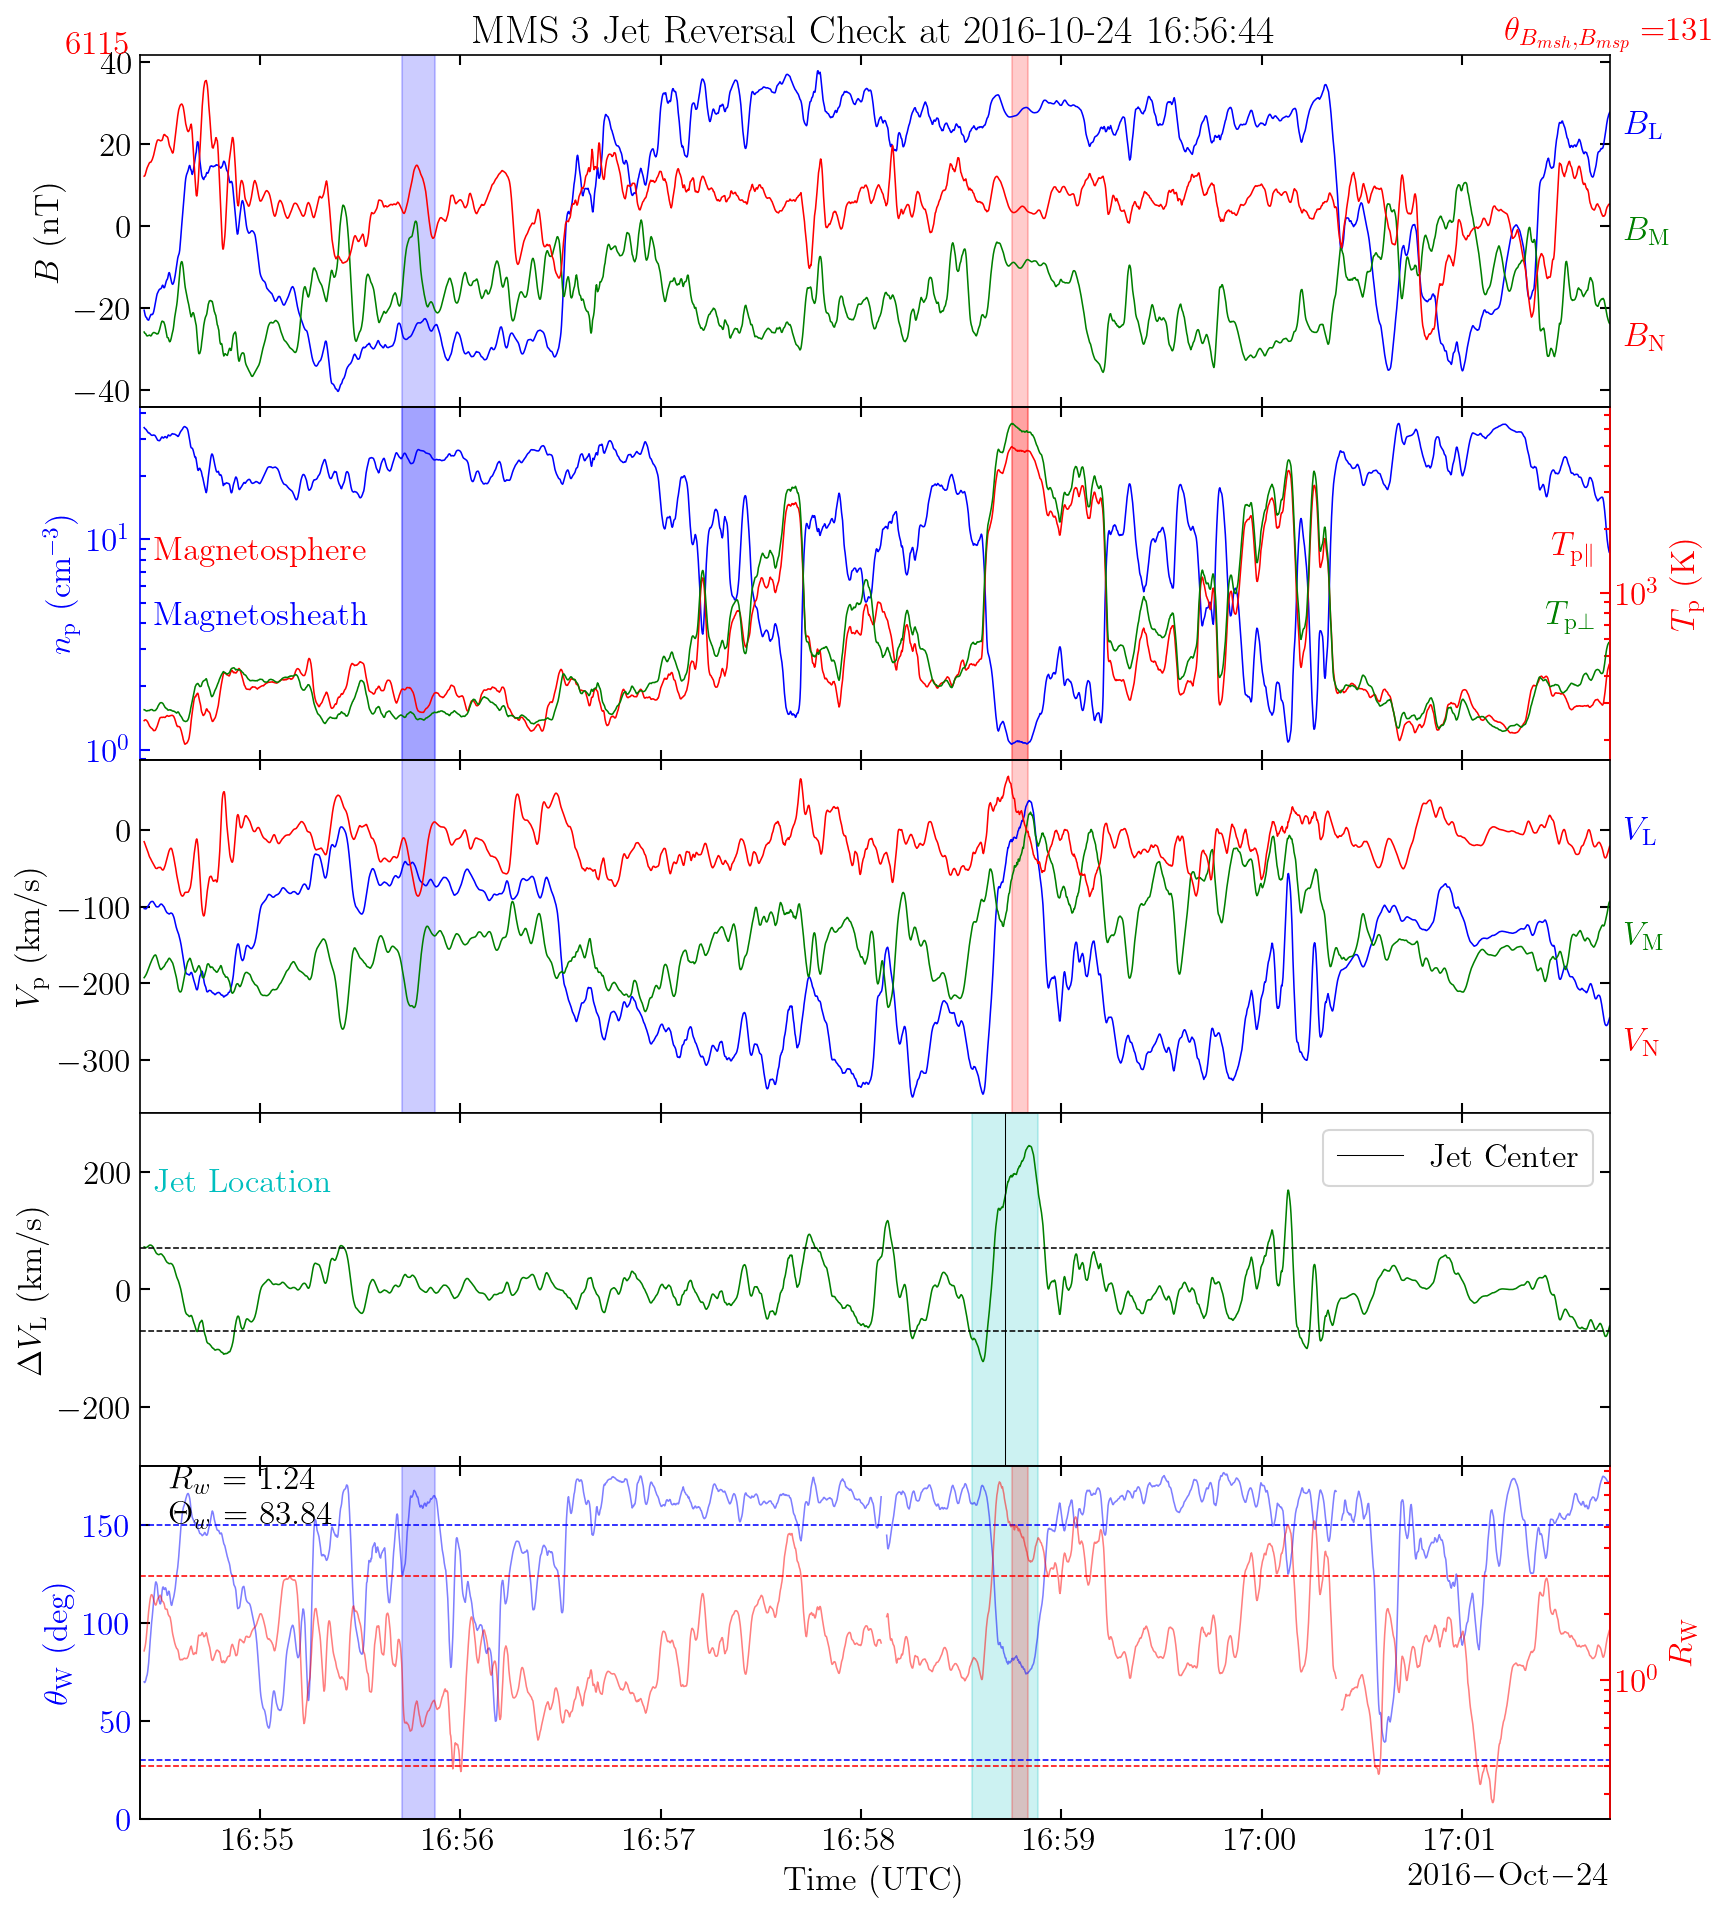 MMS 3 Jet Reversal Check at 2016-10-24 16:56:44
6115
θ_{B_{msh},B_{msp}} =131
40
20
0
−20
−40
B (nT)
B_L
B_M
B_N
10^1
10^0
n_p (cm^{−3})
Magnetosphere
Magnetosheath
T_{p∥}
T_{p⊥}
10^3
T_p (K)
0
−100
−200
−300
V_p (km/s)
V_L
V_M
V_N
200
0
−200
ΔV_L (km/s)
Jet Location
Jet Center
R_w = 1.24
Θ_w = 83.84
150
100
50
0
θ_W (deg)
10^0
R_W
16:55 16:56 16:57 16:58 16:59 17:00 17:01
Time (UTC)
2016−Oct−24